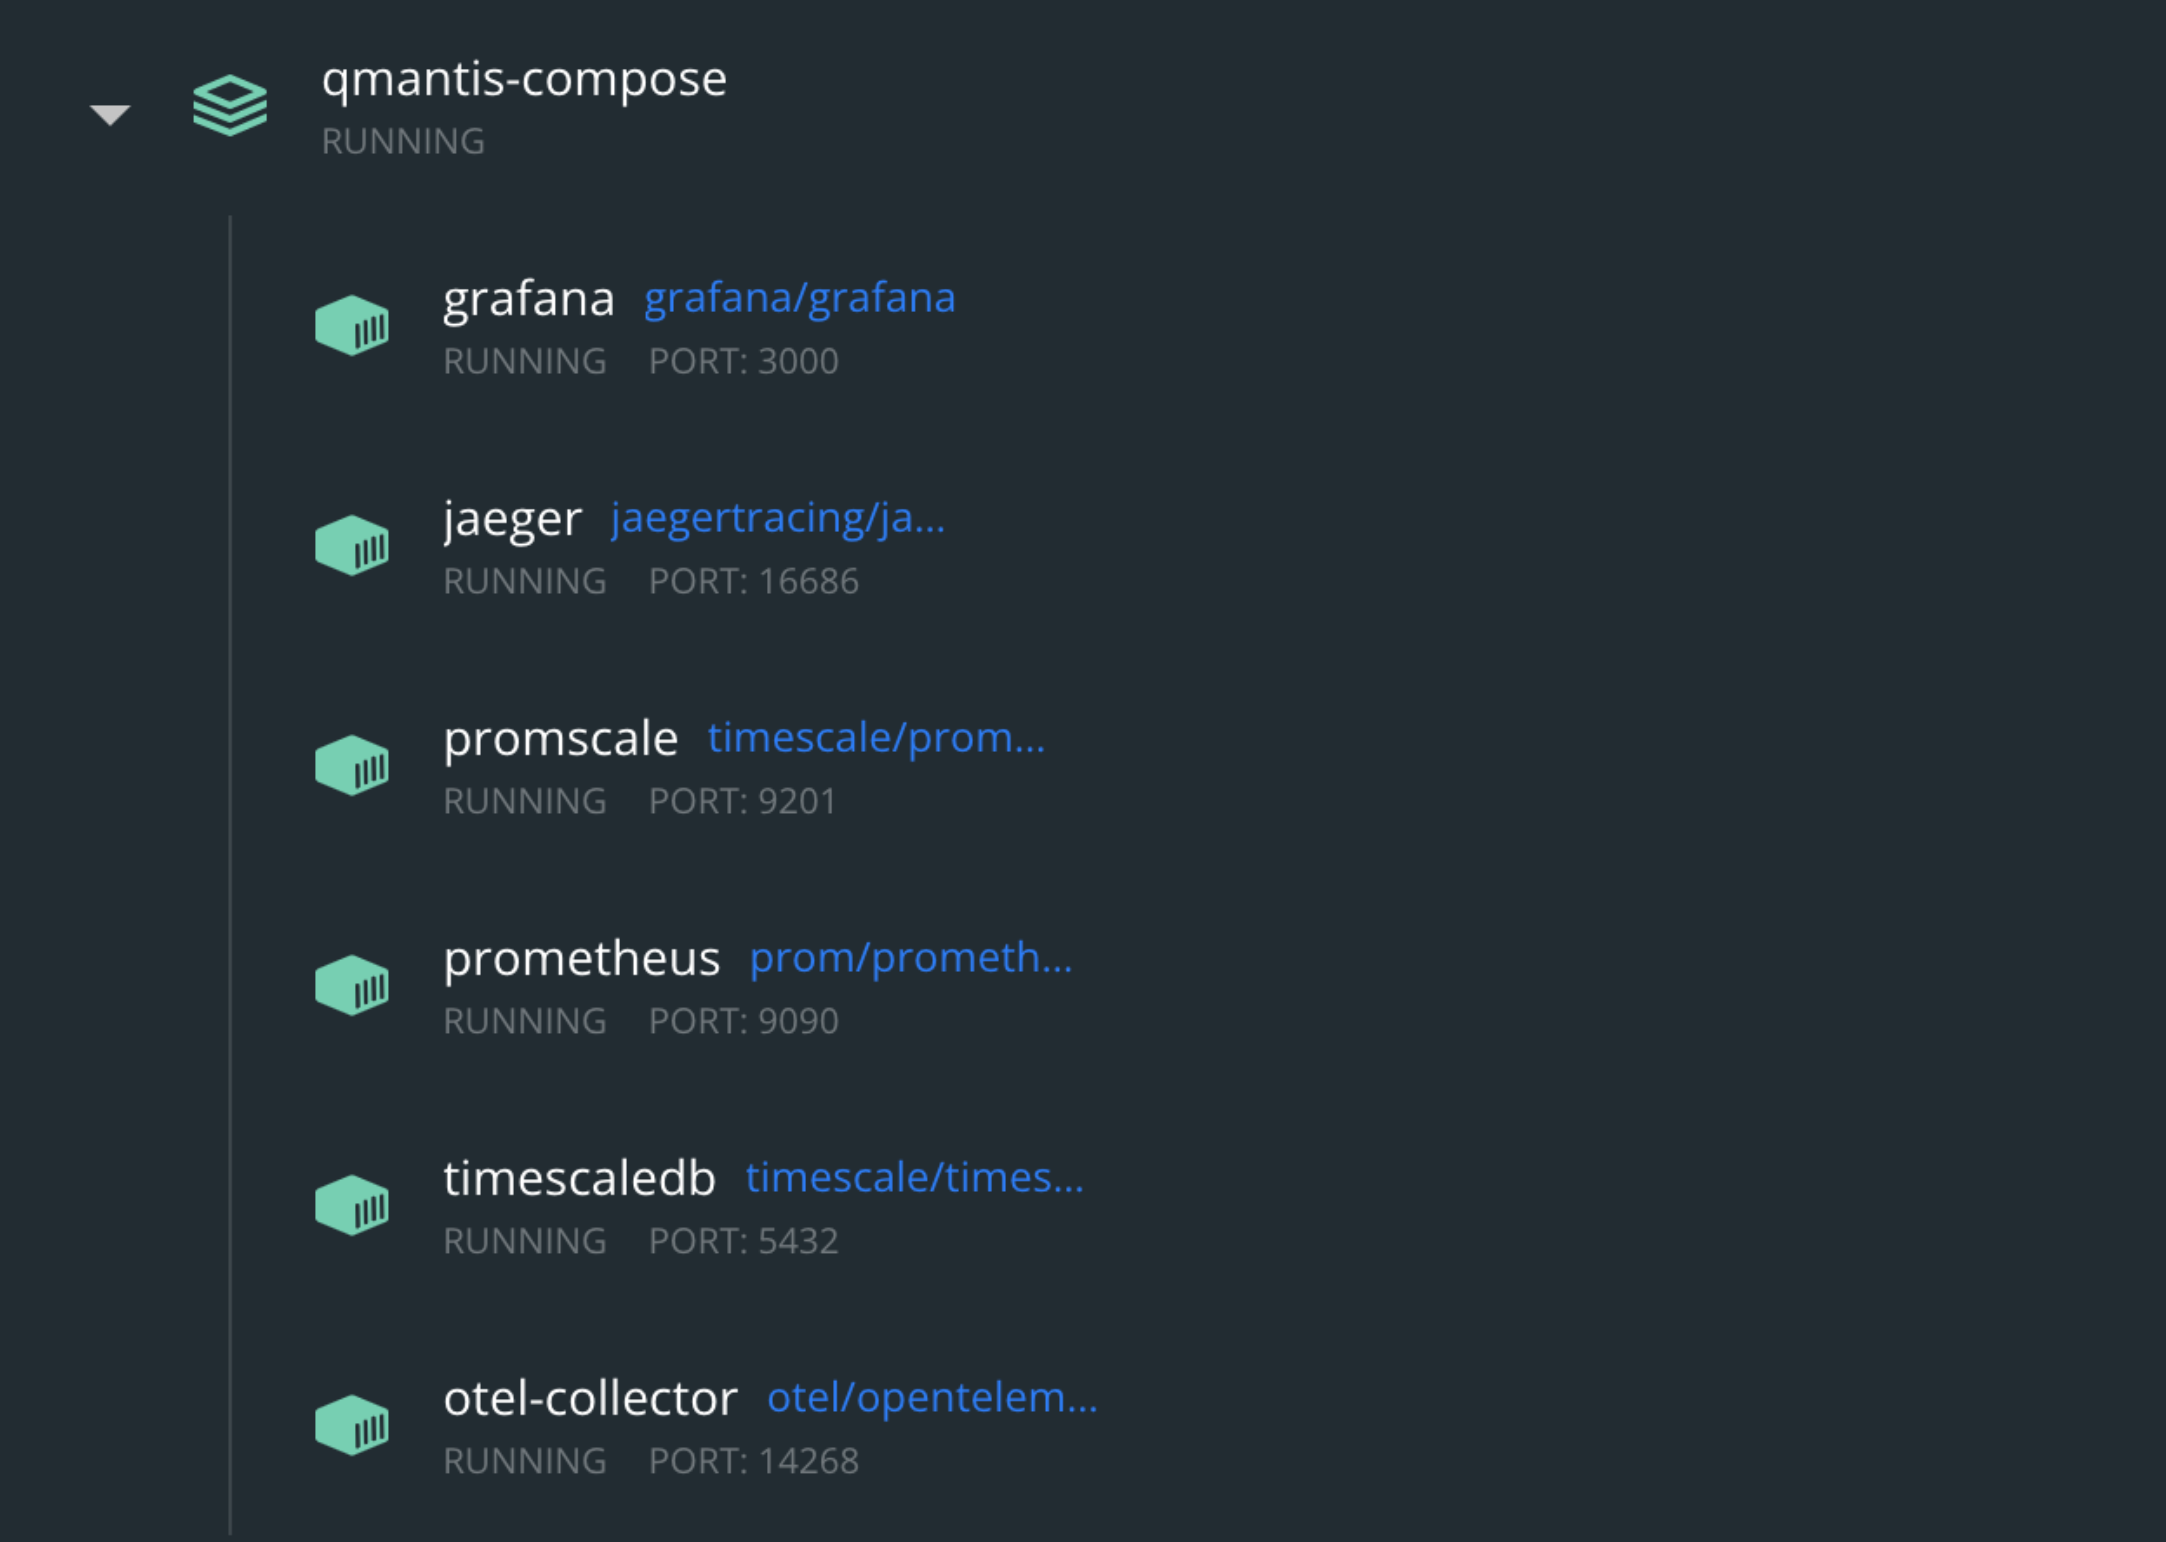 qmantis-compose
RUNNING
grafana grafana/grafana
RUNNING PORT: 3000
jaeger jaegertracing/ja...
RUNNING PORT: 16686
promscale timescale/prom...
RUNNING PORT: 9201
prometheus prom/prometh...
RUNNING PORT: 9090
timescaledb timescale/times...
RUNNING PORT: 5432
otel-collector otel/opentelem...
RUNNING PORT: 14268